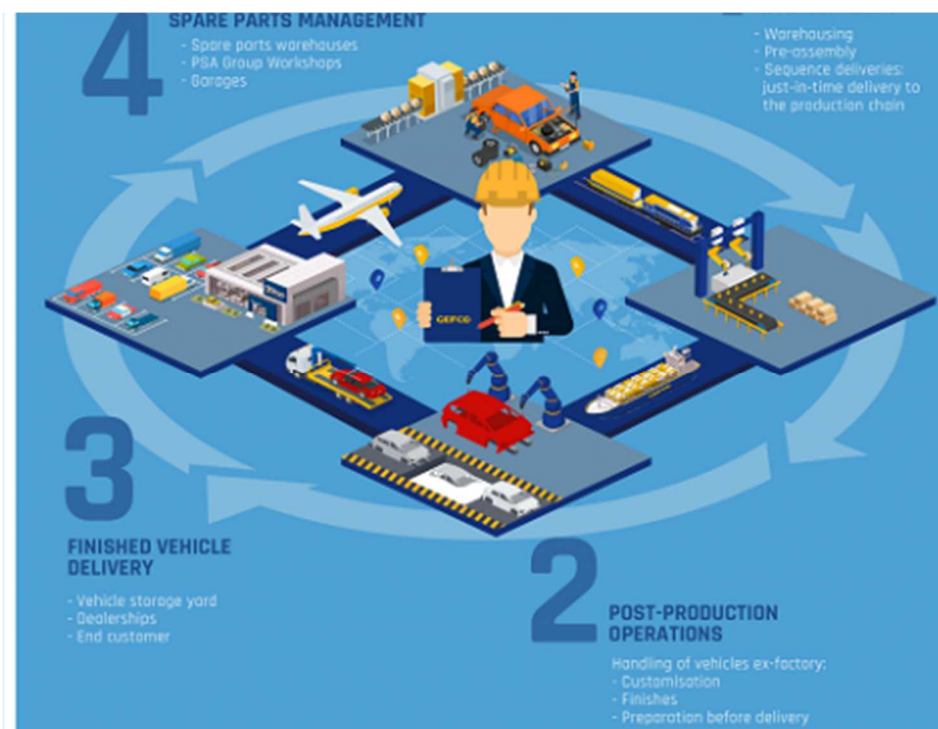 4
SPARE PARTS MANAGEMENT
- Spare parts warehouses
- PSA Group Workshops
- Garages
- Warehousing
- Pre-assembly
- Sequence deliveries:
just-in-time delivery to
the production chain
GEFCO
3
FINISHED VEHICLE
DELIVERY
- Vehicle storage yard
- Dealerships
- End customer
2
POST-PRODUCTION
OPERATIONS
Handling of vehicles ex-factory:
- Customisation
- Finishes
- Preparation before delivery